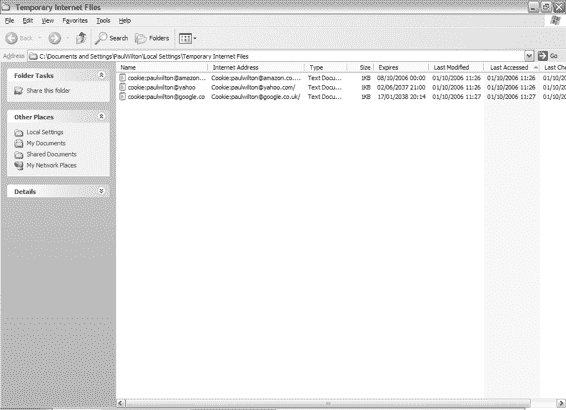 Temporary Internet Files
File Edit View Favorites Tools Help
Back Search Folders
Address C:\Documents and Settings\PaulWilton\Local Settings\Temporary Internet Files Go
Folder Tasks
Share this folder
Other Places
Local Settings
My Documents
Shared Documents
My Network Places
Details
Name Internet Address Type Size Expires Last Modified Last Accessed Last Che
cookie:paulwilton@amazon... Cookie:paulwilton@amazon.co.... Text Docu... 1KB 08/10/2006 00:00 01/10/2006 11:26 01/10/2006 11:26 01/10/2
cookie:paulwilton@yahoo Cookie:paulwilton@yahoo.com/ Text Docu... 1KB 02/06/2037 21:00 01/10/2006 11:26 01/10/2006 11:26 01/10/2
cookie:paulwilton@google.co Cookie:paulwilton@google.co.uk/ Text Docu... 1KB 17/01/2038 20:14 01/10/2006 11:27 01/10/2006 11:27 01/10/2